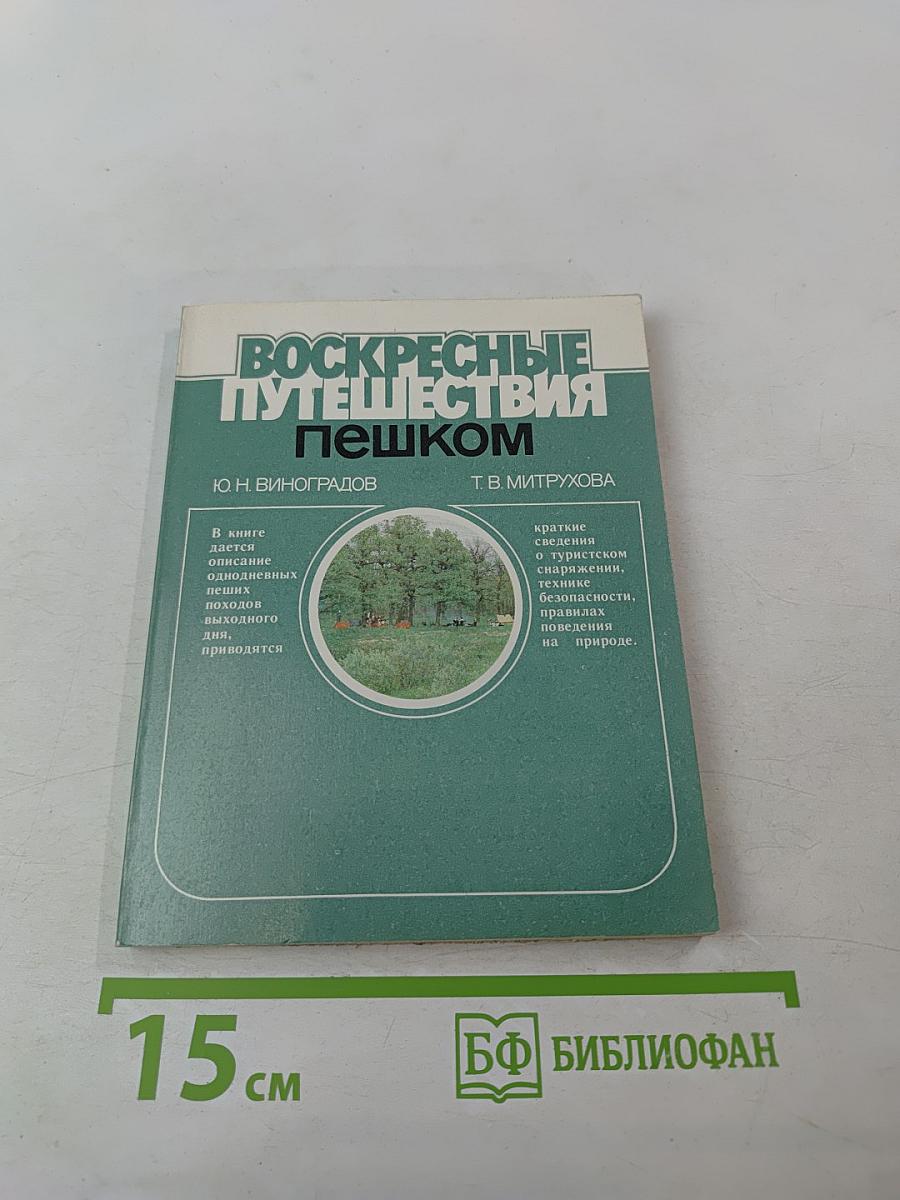 ВОСКРЕСНЫЕ
ПУТЕШЕСТВИЯ
пешком
Ю. Н. ВИНОГРАДОВ
Т. В. МИТРУХОВА
В книге
дается
описание
однодневных
пеших
походов
выходного
дня,
приводятся
краткие
сведения
о туристском
снаряжении,
технике
безопасности,
правилах
поведения
на природе.
15 см
БФ БИБЛИОФАН